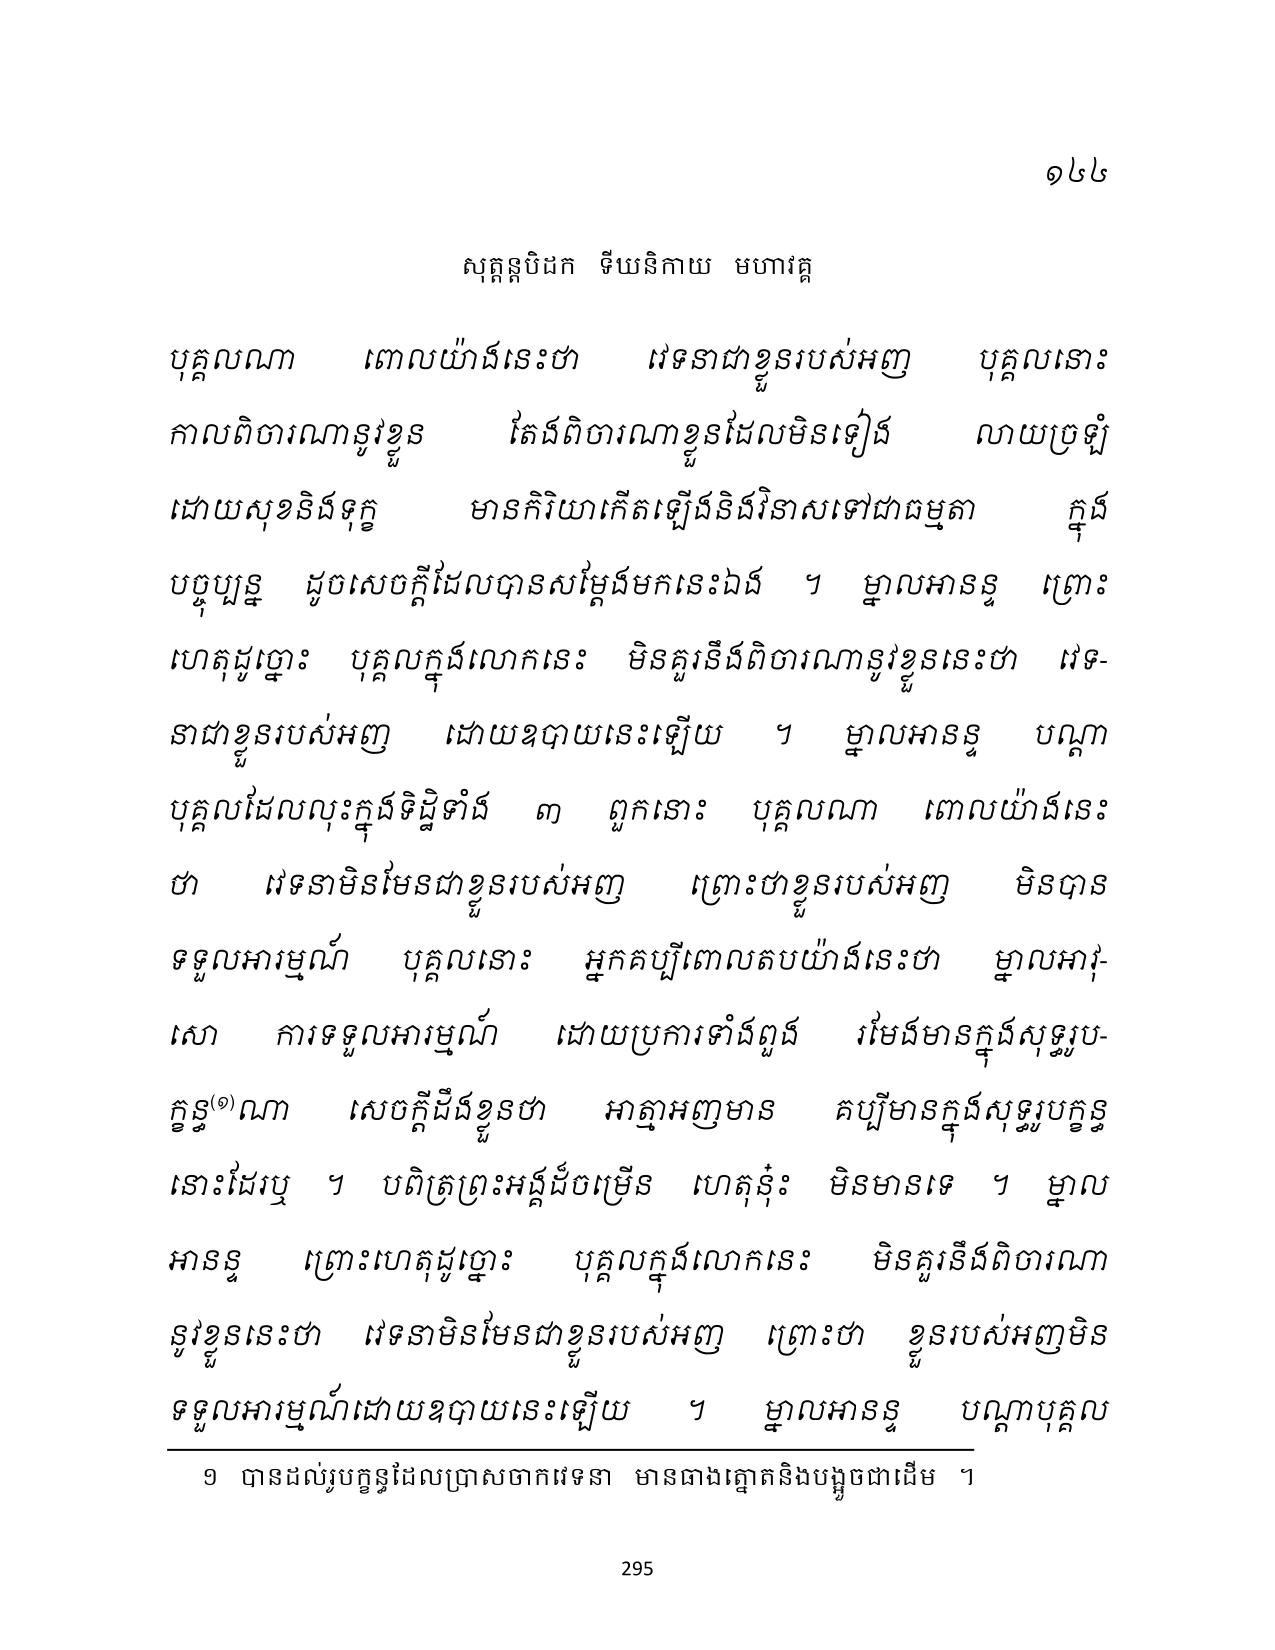 ១៤៤
សុត្តន្តបិដក ទីឃនិកាយ មហាវគ្គ
បុគ្គលណា ពោលយ៉ាងនេះថា វេទនាជាខ្លួនរបស់អញ បុគ្គលនោះ
កាលពិចារណានូវខ្លួន តែងពិចារណាខ្លួនដែលមិនទៀង លាយច្រឡំ
ដោយសុខនិងទុក្ខ មានកិរិយាកើតឡើងនិងវិនាសទៅជាធម្មតា ក្នុង
បច្ចុប្បន្ន ដូចសេចក្តីដែលបានសម្តែងមកនេះឯង ។ ម្នាលអានន្ទ ព្រោះ
ហេតុដូច្នោះ បុគ្គលក្នុងលោកនេះ មិនគួរនឹងពិចារណានូវខ្លួននេះថា វេទ-
នាជាខ្លួនរបស់អញ ដោយឧបាយនេះឡើយ ។ ម្នាលអានន្ទ បណ្តា
បុគ្គលដែលលុះក្នុងទិដ្ឋិទាំង ៣ ពួកនោះ បុគ្គលណា ពោលយ៉ាងនេះ
ថា វេទនាមិនមែនជាខ្លួនរបស់អញ ព្រោះថាខ្លួនរបស់អញ មិនបាន
ទទួលអារម្មណ៍ បុគ្គលនោះ អ្នកគប្បីពោលតបយ៉ាងនេះថា ម្នាលអាវុ-
សោ ការទទួលអារម្មណ៍ ដោយប្រការទាំងពួង រមែងមានក្នុងសុទ្ធរូប-
ក្ខន្ធ(១)ណា សេចក្តីដឹងខ្លួនថា អាត្មាអញមាន គប្បីមានក្នុងសុទ្ធរូបក្ខន្ធ
នោះដែរឬ ។ បពិត្រព្រះអង្គដ៏ចម្រើន ហេតុនុ៎ះ មិនមានទេ ។ ម្នាល
អានន្ទ ព្រោះហេតុដូច្នោះ បុគ្គលក្នុងលោកនេះ មិនគួរនឹងពិចារណា
នូវខ្លួននេះថា វេទនាមិនមែនជាខ្លួនរបស់អញ ព្រោះថា ខ្លួនរបស់អញមិន
ទទួលអារម្មណ៍ដោយឧបាយនេះឡើយ ។ ម្នាលអានន្ទ បណ្តាបុគ្គល
១ បានដល់រូបក្ខន្ធដែលប្រាសចាកវេទនា មានធាងត្នោតនិងបង្អួចជាដើម ។
295